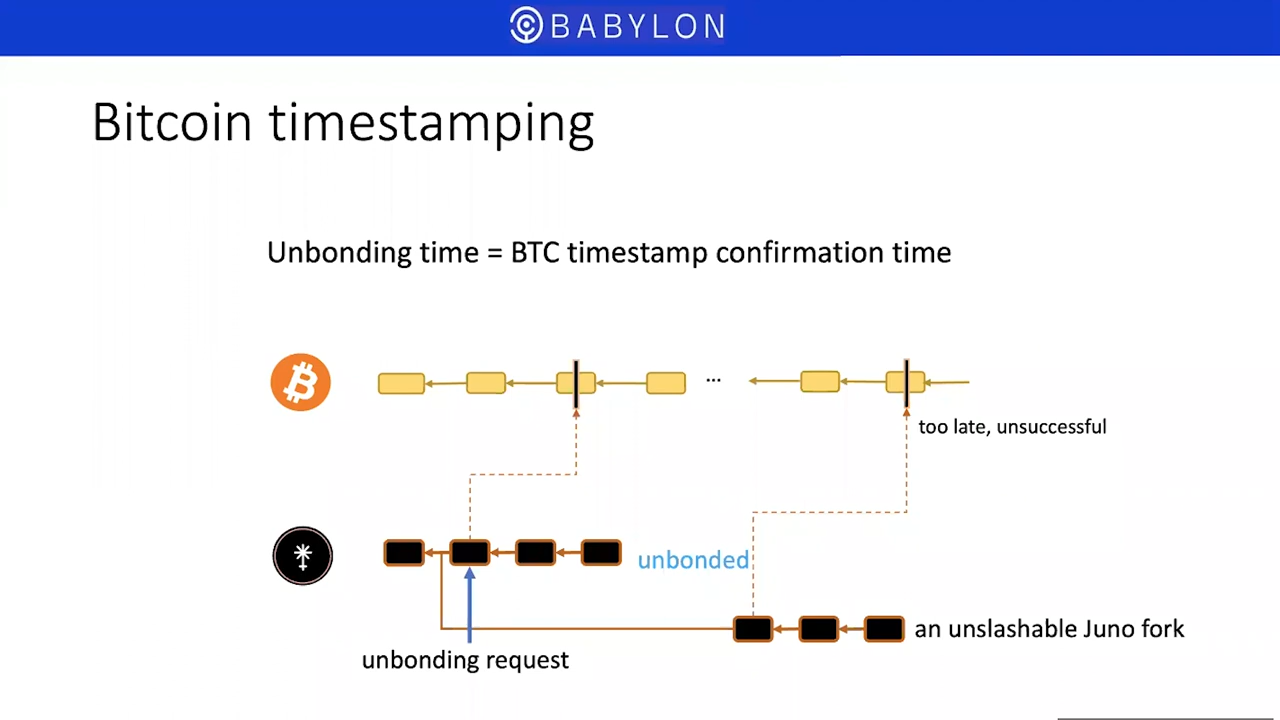 BABYLON
Bitcoin timestamping
Unbonding time = BTC timestamp confirmation time
...
too late, unsuccessful
unbonded
an unslashable Juno fork
unbonding request